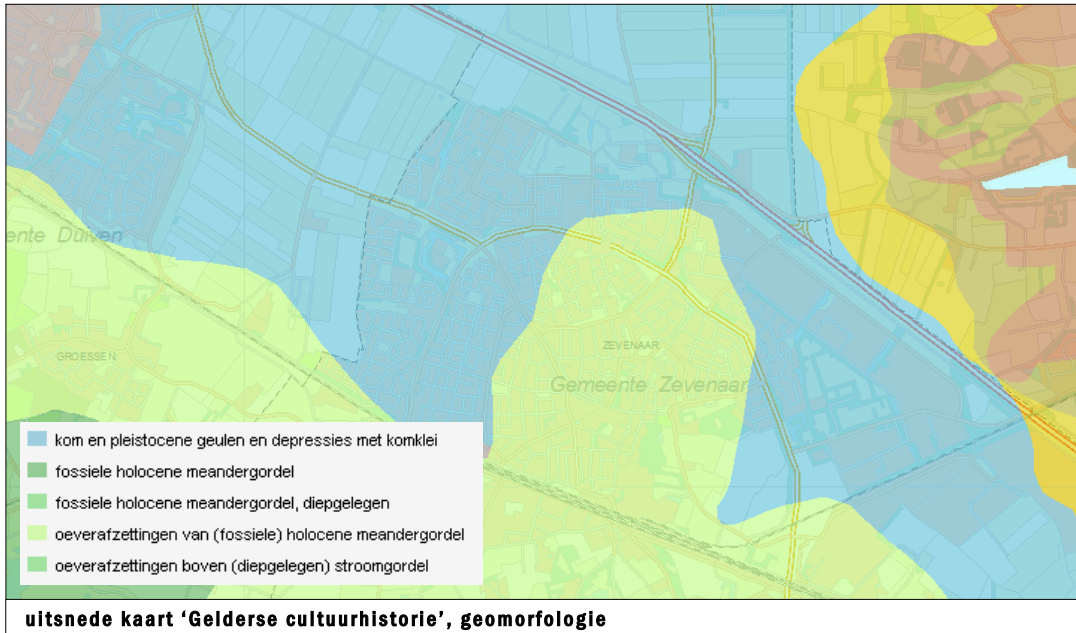 ente Duiven
GROESSEN
ZEVENAAR
Gemeente Zevenaar
kom en pleistocene geulen en depressies met komklei
fossiele holocene meandergordel
fossiele holocene meandergordel, diepgelegen
oeverafzettingen van (fossiele) holocene meandergordel
oeverafzettingen boven (diepgelegen) stroomgordel
uitsnede kaart ‘Gelderse cultuurhistorie’, geomorfologie